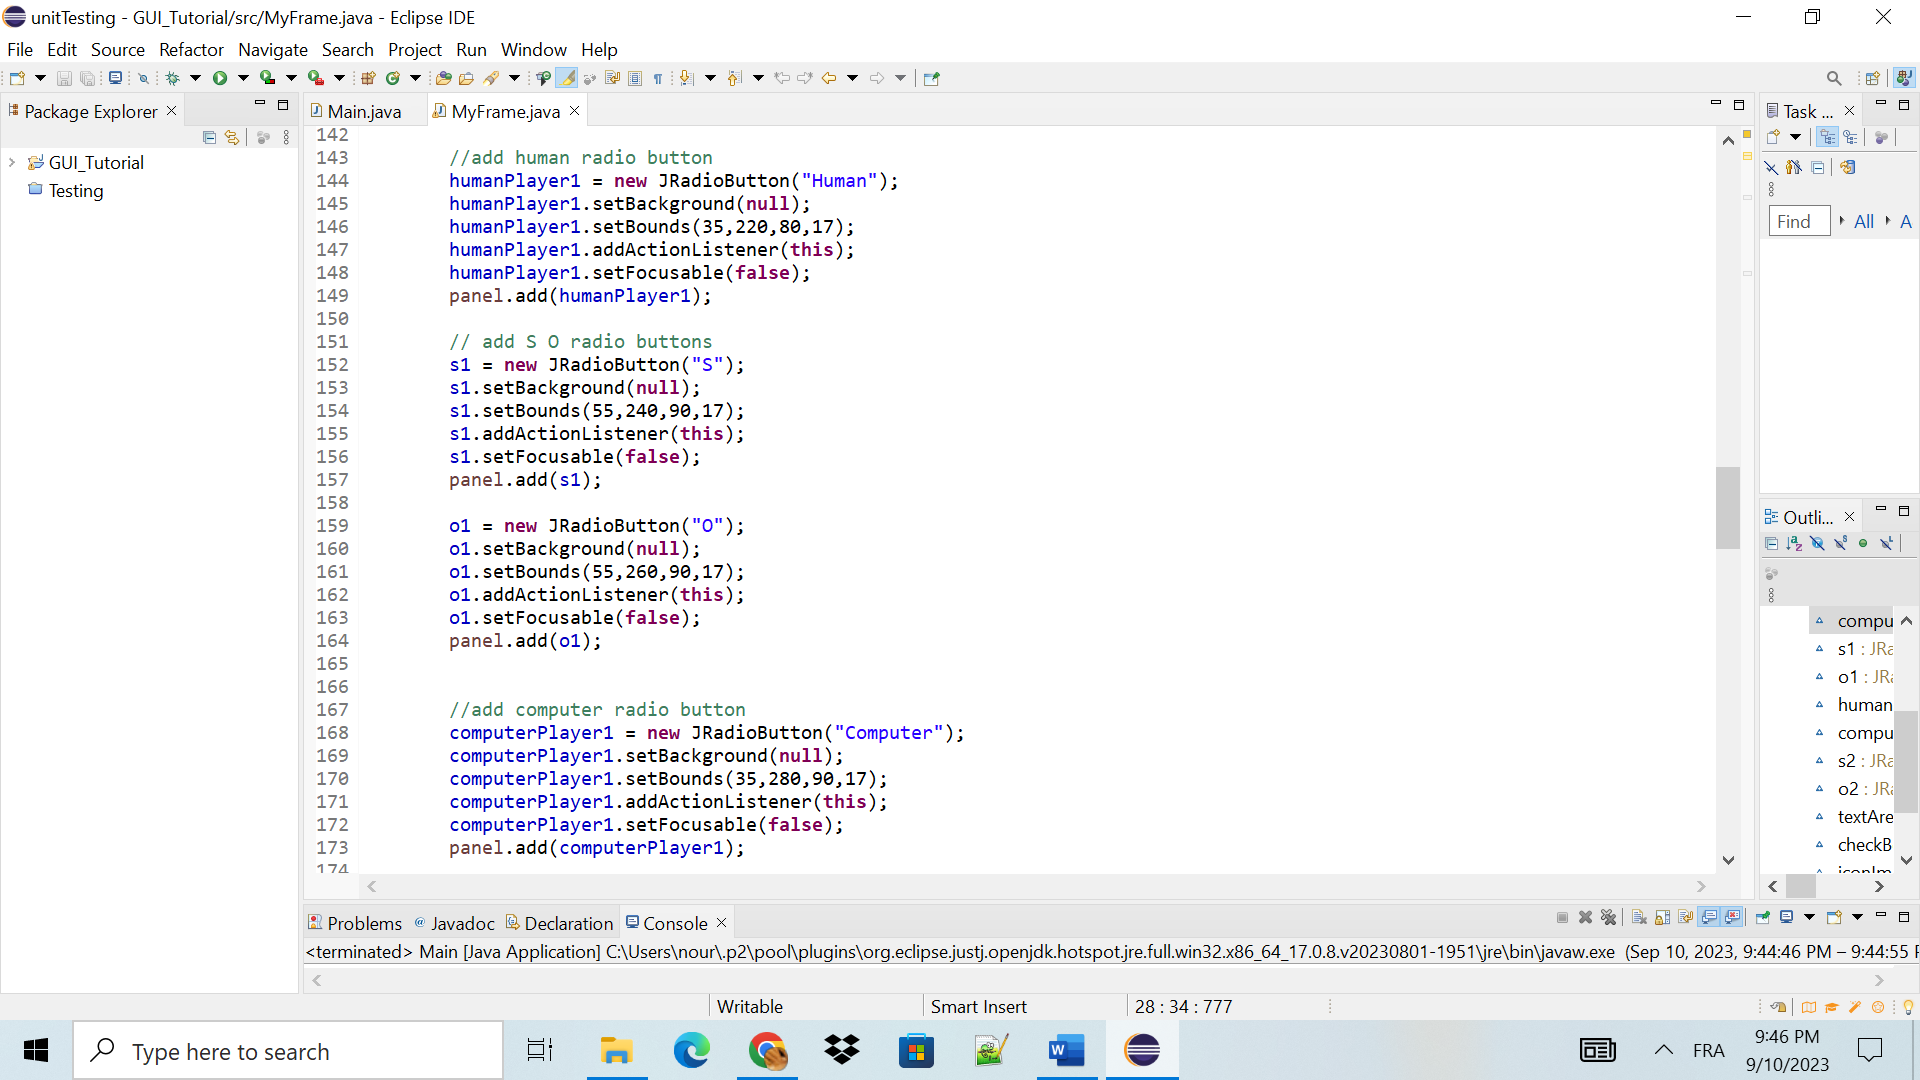 unitTesting - GUI_Tutorial/src/MyFrame.java - Eclipse IDE
File Edit Source Refactor Navigate Search Project Run Window Help
Package Explorer
GUI_Tutorial
Testing
Main.java MyFrame.java
142
143 //add human radio button
144 humanPlayer1 = new JRadioButton("Human");
145 humanPlayer1.setBackground(null);
146 humanPlayer1.setBounds(35,220,80,17);
147 humanPlayer1.addActionListener(this);
148 humanPlayer1.setFocusable(false);
149 panel.add(humanPlayer1);
150
151 // add S O radio buttons
152 s1 = new JRadioButton("S");
153 s1.setBackground(null);
154 s1.setBounds(55,240,90,17);
155 s1.addActionListener(this);
156 s1.setFocusable(false);
157 panel.add(s1);
158
159 o1 = new JRadioButton("O");
160 o1.setBackground(null);
161 o1.setBounds(55,260,90,17);
162 o1.addActionListener(this);
163 o1.setFocusable(false);
164 panel.add(o1);
165
166
167 //add computer radio button
168 computerPlayer1 = new JRadioButton("Computer");
169 computerPlayer1.setBackground(null);
170 computerPlayer1.setBounds(35,280,90,17);
171 computerPlayer1.addActionListener(this);
172 computerPlayer1.setFocusable(false);
173 panel.add(computerPlayer1);
174
Task ...
Find All A
Outli...
compu
s1 : JRa
o1 : JRa
human
compu
s2 : JRa
o2 : JRa
textAre
checkB
iconIm
Problems Javadoc Declaration Console
<terminated> Main [Java Application] C:\Users\nour\.p2\pool\plugins\org.eclipse.justj.openjdk.hotspot.jre.full.win32.x86_64_17.0.8.v20230801-1951\jre\bin\javaw.exe (Sep 10, 2023, 9:44:46 PM – 9:44:55 P
Writable Smart Insert 28 : 34 : 777
Type here to search
FRA
9:46 PM
9/10/2023